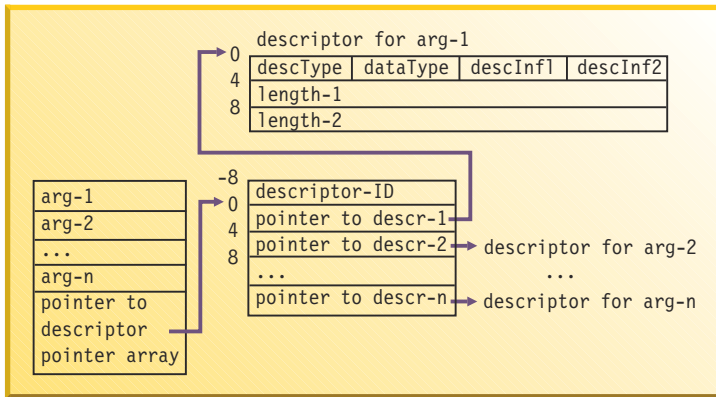 descriptor for arg-1
0
descType dataType descInf1 descInf2
4
length-1
8
length-2
-8
descriptor-ID
0
pointer to descr-1
4
pointer to descr-2
descriptor for arg-2
8
...
...
pointer to descr-n
descriptor for arg-n
arg-1
arg-2
...
arg-n
pointer to
descriptor
pointer array